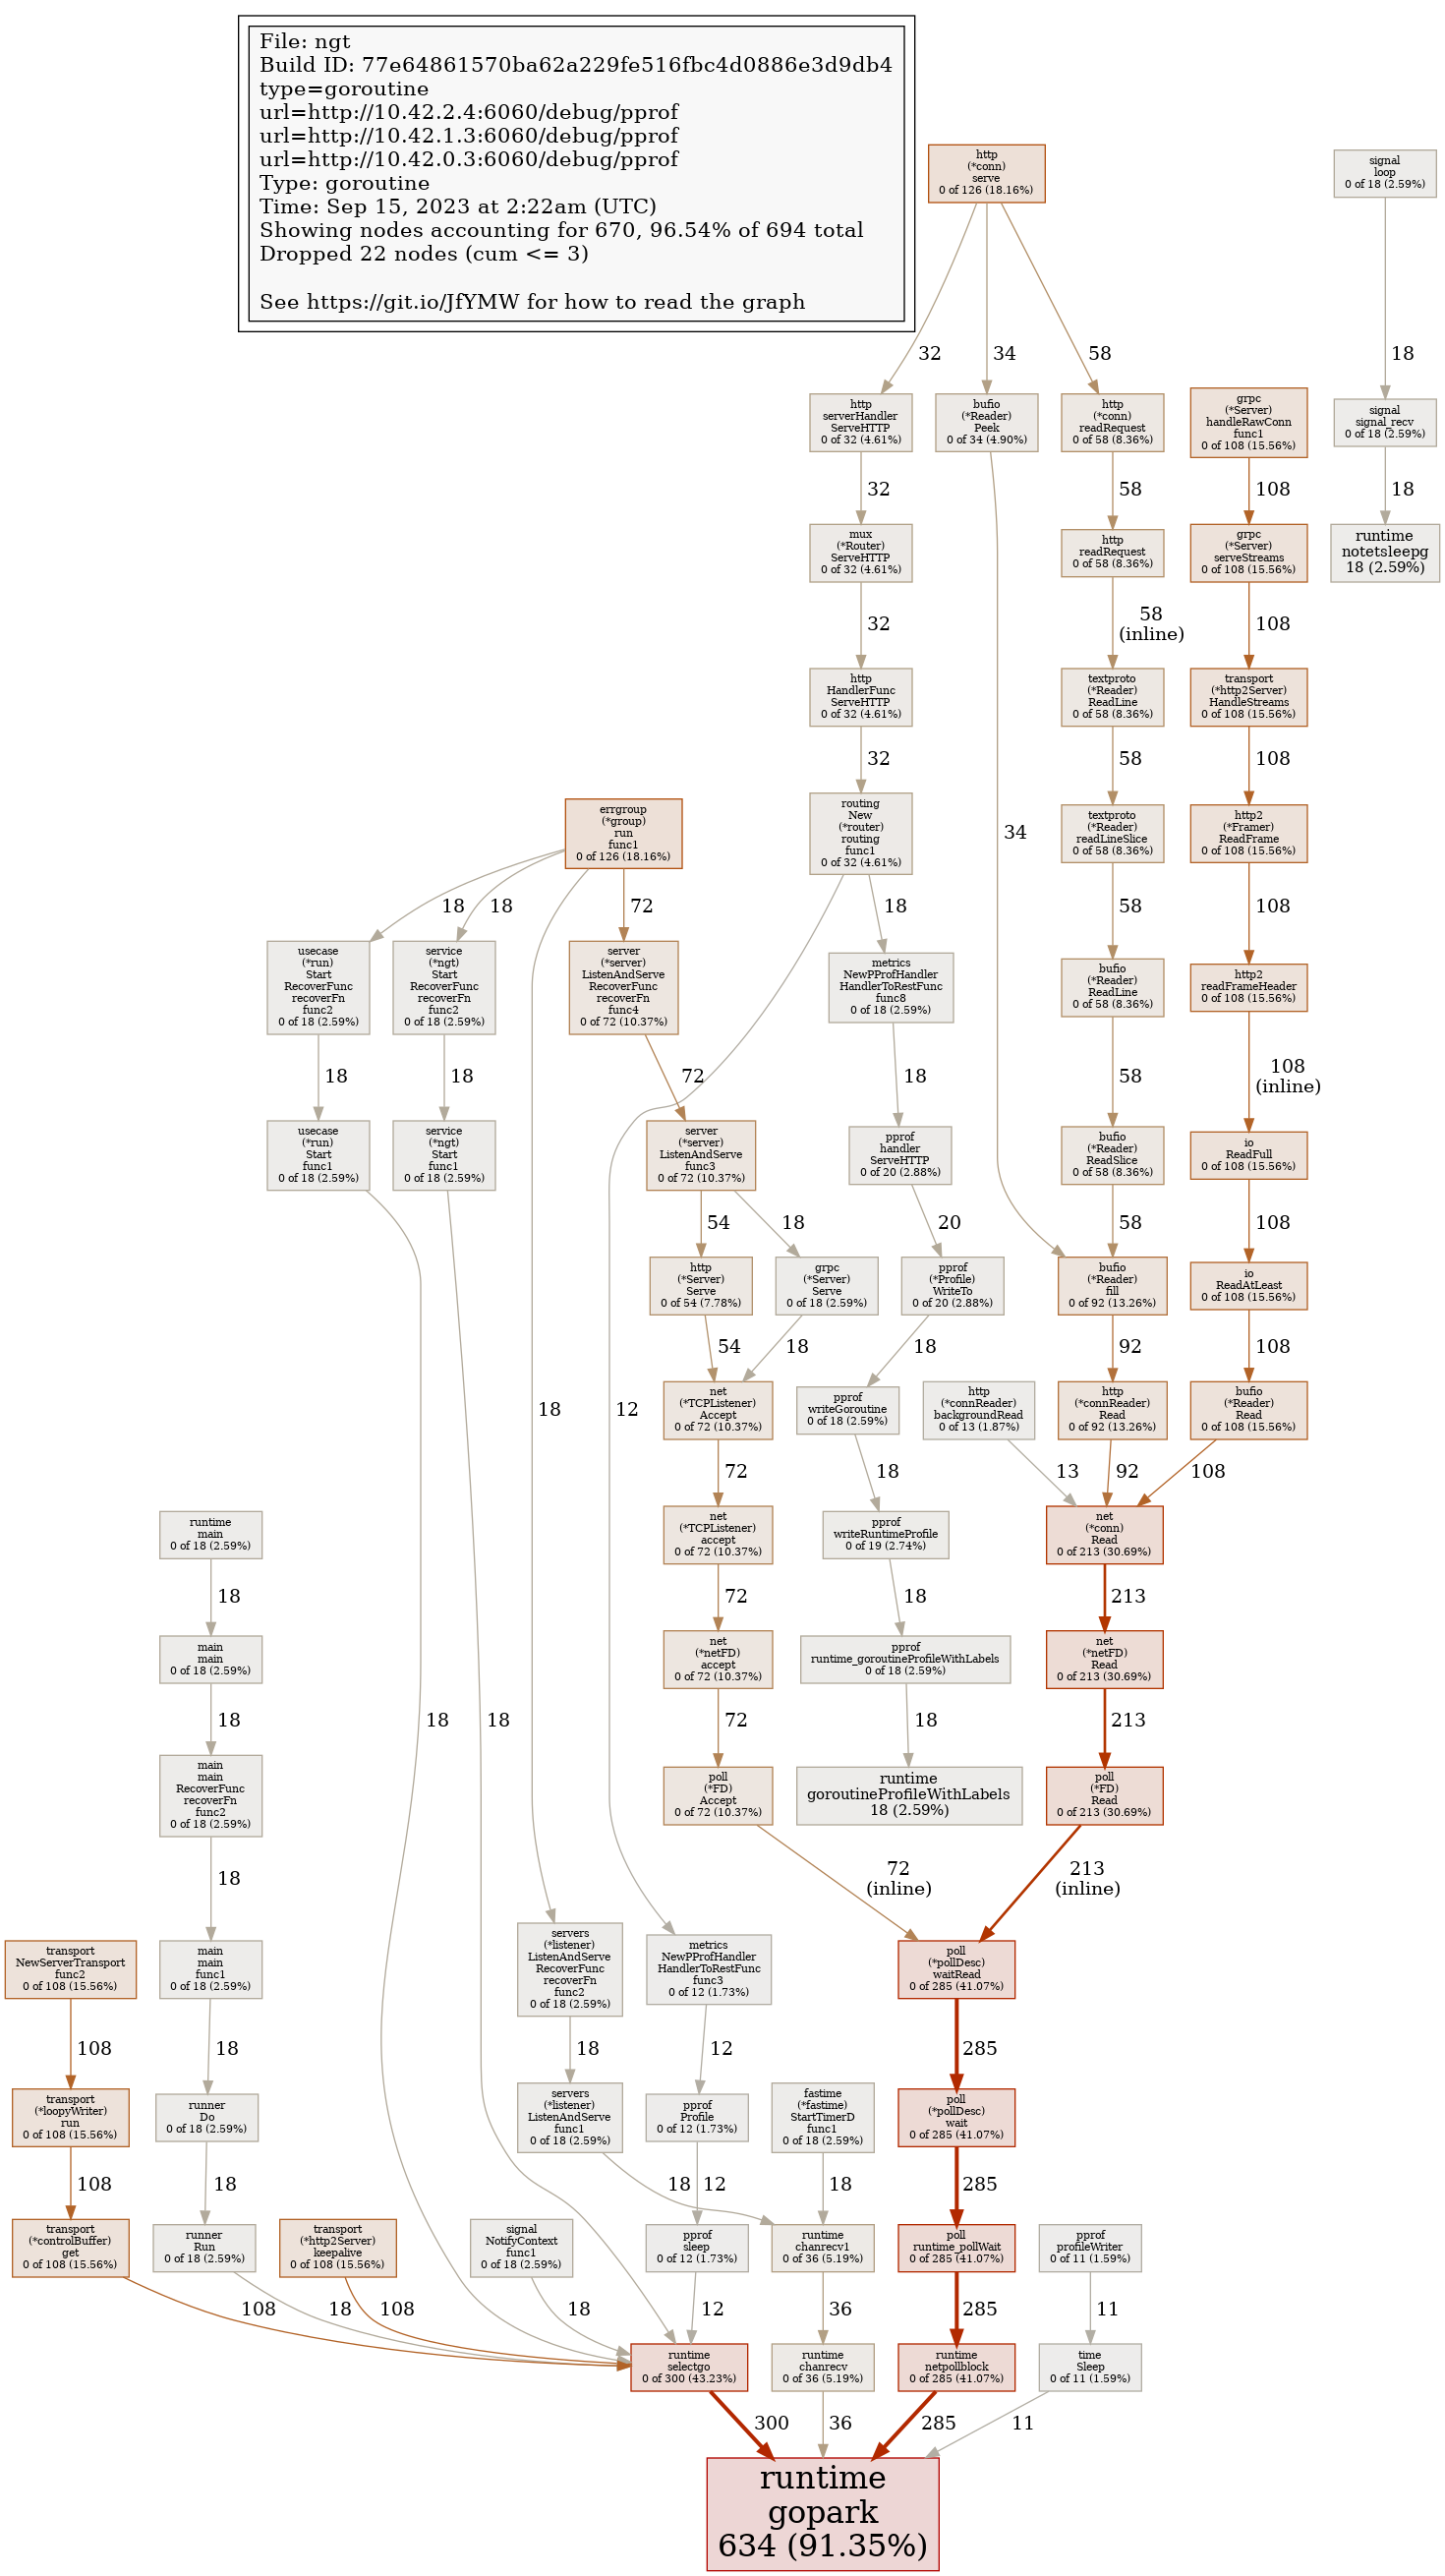 File: ngt
Build ID: 77e64861570ba62a229fe516fbc4d0886e3d9db4
type=goroutine
url=http://10.42.2.4:6060/debug/pprof
url=http://10.42.1.3:6060/debug/pprof
url=http://10.42.0.3:6060/debug/pprof
Type: goroutine
Time: Sep 15, 2023 at 2:22am (UTC)
Showing nodes accounting for 670, 96.54% of 694 total
Dropped 22 nodes (cum <= 3)
See https://git.io/JfYMW for how to read the graph
http
(*conn)
serve
0 of 126 (18.16%)
signal
loop
0 of 18 (2.59%)
32
34
58
18
http
serverHandler
ServeHTTP
0 of 32 (4.61%)
bufio
(*Reader)
Peek
0 of 34 (4.90%)
http
(*conn)
readRequest
0 of 58 (8.36%)
grpc
(*Server)
handleRawConn
func1
0 of 108 (15.56%)
signal
signal_recv
0 of 18 (2.59%)
32
58
108
18
mux
(*Router)
ServeHTTP
0 of 32 (4.61%)
http
readRequest
0 of 58 (8.36%)
grpc
(*Server)
serveStreams
0 of 108 (15.56%)
runtime
notetsleepg
18 (2.59%)
32
58
(inline)
108
http
HandlerFunc
ServeHTTP
0 of 32 (4.61%)
textproto
(*Reader)
ReadLine
0 of 58 (8.36%)
transport
(*http2Server)
HandleStreams
0 of 108 (15.56%)
32
58
108
errgroup
(*group)
run
func1
0 of 126 (18.16%)
routing
New
(*router)
routing
func1
0 of 32 (4.61%)
34
textproto
(*Reader)
readLineSlice
0 of 58 (8.36%)
http2
(*Framer)
ReadFrame
0 of 108 (15.56%)
18
18
72
18
58
108
usecase
(*run)
Start
RecoverFunc
recoverFn
func2
0 of 18 (2.59%)
service
(*ngt)
Start
RecoverFunc
recoverFn
func2
0 of 18 (2.59%)
server
(*server)
ListenAndServe
RecoverFunc
recoverFn
func4
0 of 72 (10.37%)
metrics
NewPProfHandler
HandlerToRestFunc
func8
0 of 18 (2.59%)
bufio
(*Reader)
ReadLine
0 of 58 (8.36%)
http2
readFrameHeader
0 of 108 (15.56%)
18
18
72
18
58
108
(inline)
usecase
(*run)
Start
func1
0 of 18 (2.59%)
service
(*ngt)
Start
func1
0 of 18 (2.59%)
server
(*server)
ListenAndServe
func3
0 of 72 (10.37%)
pprof
handler
ServeHTTP
0 of 20 (2.88%)
bufio
(*Reader)
ReadSlice
0 of 58 (8.36%)
io
ReadFull
0 of 108 (15.56%)
54
18
20
58
108
http
(*Server)
Serve
0 of 54 (7.78%)
grpc
(*Server)
Serve
0 of 18 (2.59%)
pprof
(*Profile)
WriteTo
0 of 20 (2.88%)
bufio
(*Reader)
fill
0 of 92 (13.26%)
io
ReadAtLeast
0 of 108 (15.56%)
54
18
18
92
108
18
12
net
(*TCPListener)
Accept
0 of 72 (10.37%)
pprof
writeGoroutine
0 of 18 (2.59%)
http
(*connReader)
backgroundRead
0 of 13 (1.87%)
http
(*connReader)
Read
0 of 92 (13.26%)
bufio
(*Reader)
Read
0 of 108 (15.56%)
72
18
13
92
108
runtime
main
0 of 18 (2.59%)
net
(*TCPListener)
accept
0 of 72 (10.37%)
pprof
writeRuntimeProfile
0 of 19 (2.74%)
net
(*conn)
Read
0 of 213 (30.69%)
18
72
18
213
main
main
0 of 18 (2.59%)
net
(*netFD)
accept
0 of 72 (10.37%)
pprof
runtime_goroutineProfileWithLabels
0 of 18 (2.59%)
net
(*netFD)
Read
0 of 213 (30.69%)
18
18
18
72
18
213
main
main
RecoverFunc
recoverFn
func2
0 of 18 (2.59%)
poll
(*FD)
Accept
0 of 72 (10.37%)
runtime
goroutineProfileWithLabels
18 (2.59%)
poll
(*FD)
Read
0 of 213 (30.69%)
18
72
(inline)
213
(inline)
transport
NewServerTransport
func2
0 of 108 (15.56%)
main
main
func1
0 of 18 (2.59%)
servers
(*listener)
ListenAndServe
RecoverFunc
recoverFn
func2
0 of 18 (2.59%)
metrics
NewPProfHandler
HandlerToRestFunc
func3
0 of 12 (1.73%)
poll
(*pollDesc)
waitRead
0 of 285 (41.07%)
108
18
18
12
285
transport
(*loopyWriter)
run
0 of 108 (15.56%)
runner
Do
0 of 18 (2.59%)
servers
(*listener)
ListenAndServe
func1
0 of 18 (2.59%)
pprof
Profile
0 of 12 (1.73%)
fastime
(*fastime)
StartTimerD
func1
0 of 18 (2.59%)
poll
(*pollDesc)
wait
0 of 285 (41.07%)
108
18
18
12
18
285
transport
(*controlBuffer)
get
0 of 108 (15.56%)
runner
Run
0 of 18 (2.59%)
transport
(*http2Server)
keepalive
0 of 108 (15.56%)
signal
NotifyContext
func1
0 of 18 (2.59%)
pprof
sleep
0 of 12 (1.73%)
runtime
chanrecv1
0 of 36 (5.19%)
poll
runtime_pollWait
0 of 285 (41.07%)
pprof
profileWriter
0 of 11 (1.59%)
108
18
108
18
12
36
285
11
runtime
selectgo
0 of 300 (43.23%)
runtime
chanrecv
0 of 36 (5.19%)
runtime
netpollblock
0 of 285 (41.07%)
time
Sleep
0 of 11 (1.59%)
300
36
285
11
runtime
gopark
634 (91.35%)